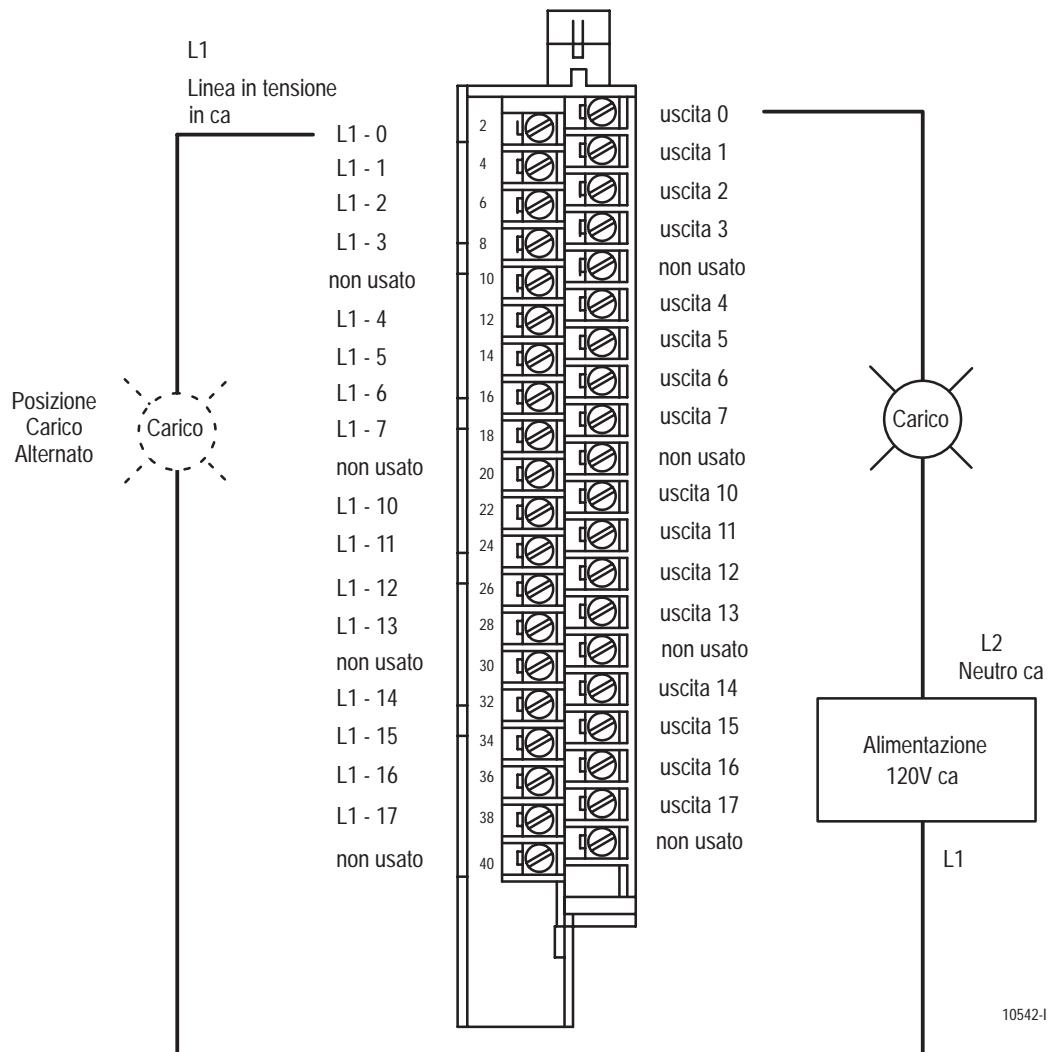 L1
Linea in tensione
in ca
L1 - 0
2
uscita 0
L1 - 1
4
uscita 1
L1 - 2
6
uscita 2
L1 - 3
8
uscita 3
non usato
10
non usato
L1 - 4
12
uscita 4
L1 - 5
14
uscita 5
L1 - 6
16
uscita 6
L1 - 7
18
uscita 7
non usato
20
non usato
L1 - 10
22
uscita 10
L1 - 11
24
uscita 11
L1 - 12
26
uscita 12
L1 - 13
28
uscita 13
non usato
30
non usato
L1 - 14
32
uscita 14
L1 - 15
34
uscita 15
L1 - 16
36
uscita 16
L1 - 17
38
uscita 17
non usato
40
non usato
Posizione
Carico
Alternato
Carico
Carico
L2
Neutro ca
Alimentazione
120V ca
L1
10542-I